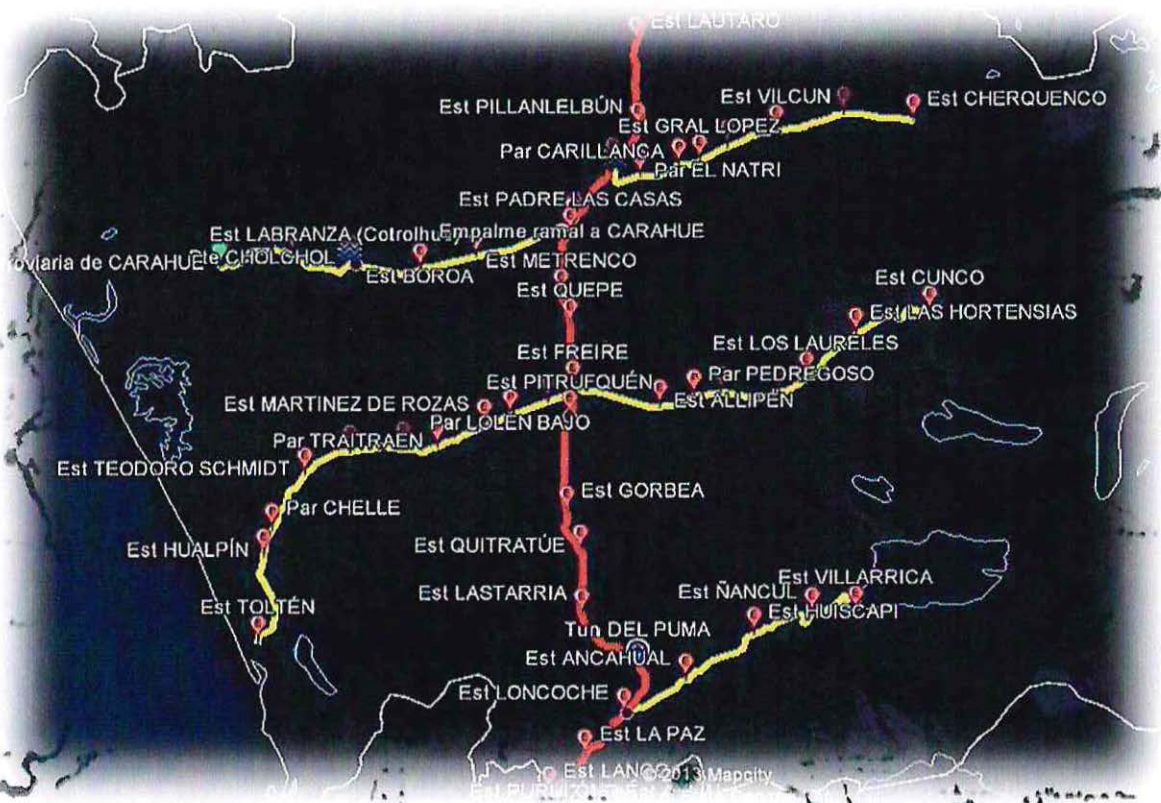 Est LAUTARO
Est PILLANLELBÚN
Est VILCUN
Est CHERQUENCO
Est GRAL LOPEZ
Par CARILLANCA
Par EL NATRI
Est PADRE LAS CASAS
Est LABRANZA (Cotrolhu
Empalme ramal a CARAHUE
roviaria de CARAHUE
Pte CHOLCHOL
Est BOROA
Est METRENCO
Est CUNCO
Est QUEPE
Est LAS HORTENSIAS
Est FREIRE
Est LOS LAURELES
Est PITRUFQUÉN
Par PEDREGOSO
Est MARTINEZ DE ROZAS
Est ALLIPÉN
Par LOLEN BAJO
Par TRAITRAEN
Est TEODORO SCHMIDT
Est GORBEA
Par CHELLE
Est HUALPÍN
Est QUITRATÚE
Est VILLARRICA
Est LASTARRIA
Est ÑANCUL
Est TOLTÉN
Est HUISCAPI
Tun DEL PUMA
Est ANCAHUAL
Est LONCOCHE
Est LA PAZ
Est LANCO
© 2013 Mapcity